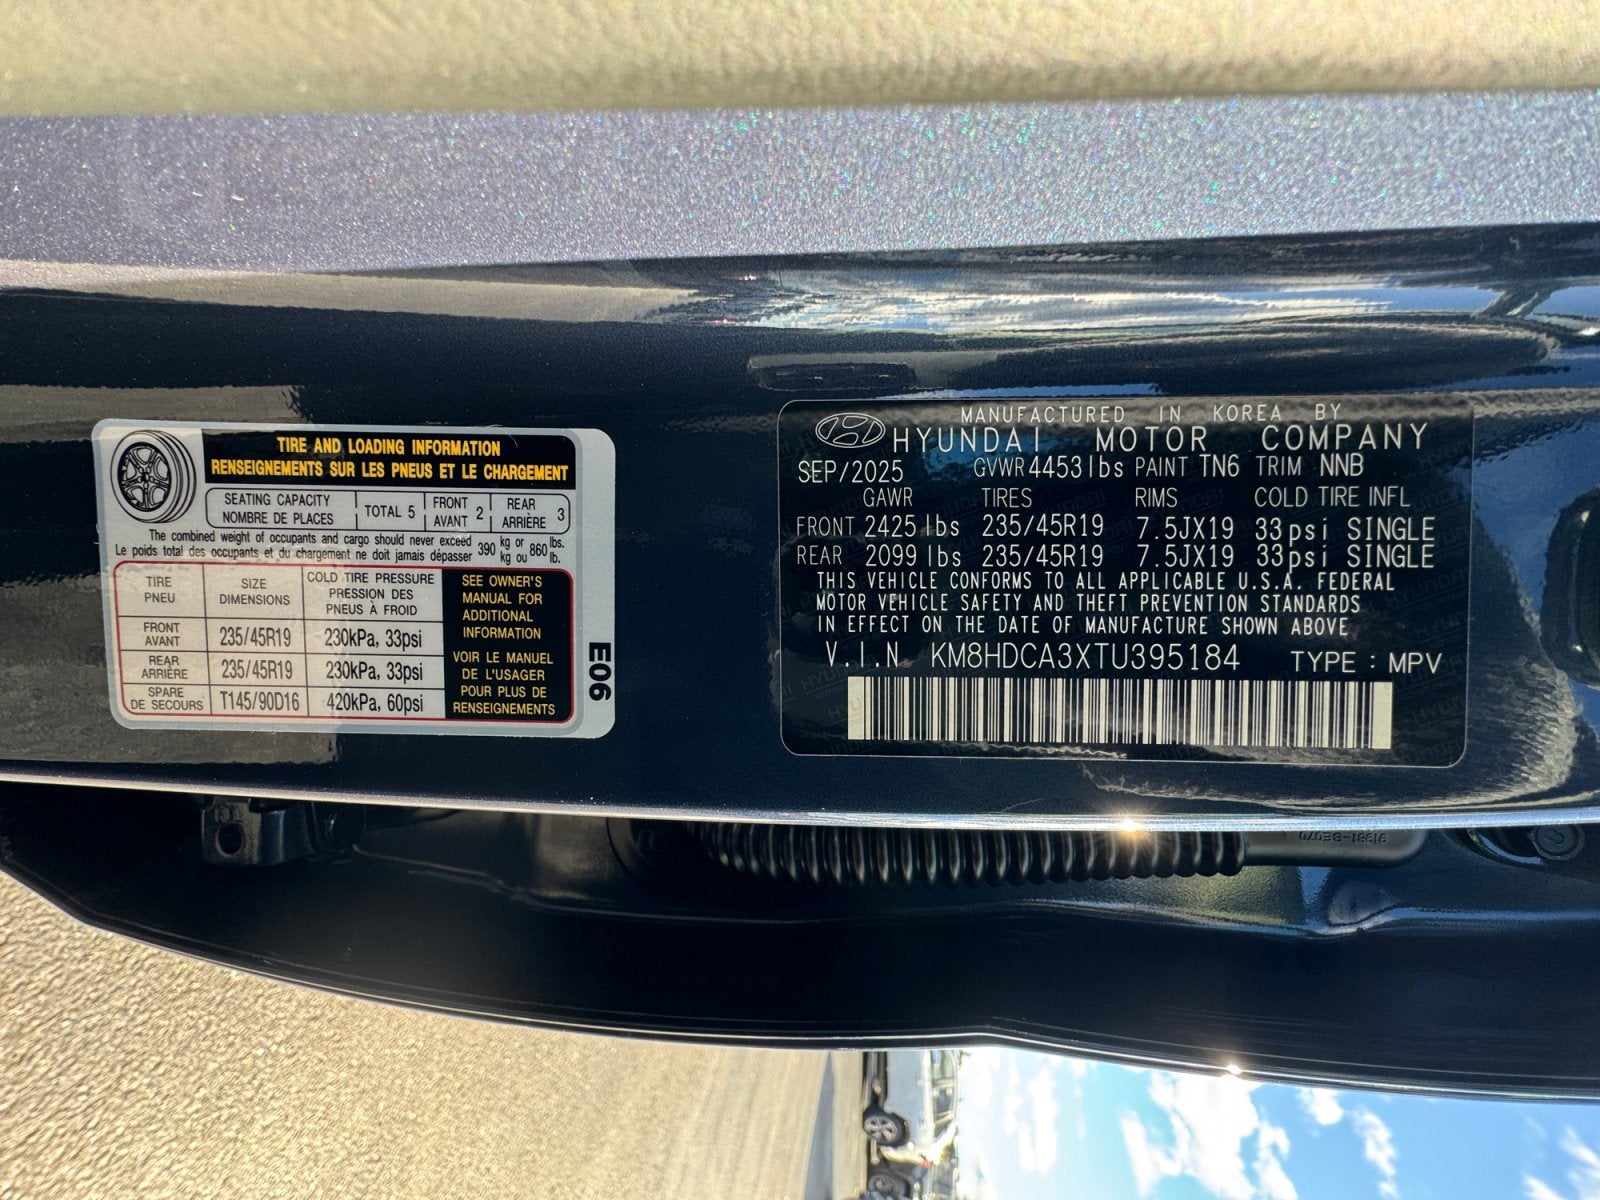 TIRE AND LOADING INFORMATION
RENSEIGNEMENTS SUR LES PNEUS ET LE CHARGEMENT
SEATING CAPACITY
NOMBRE DE PLACES
TOTAL 5
FRONT
AVANT 2
REAR
ARRIÈRE 3
The combined weight of occupants and cargo should never exceed
Le poids total des occupants et du chargement ne doit jamais dépasser
390 kg or 860 lbs.
kg ou lb.
TIRE
PNEU
SIZE
DIMENSIONS
COLD TIRE PRESSURE
PRESSION DES
PNEUS À FROID
FRONT
AVANT
235/45R19
230kPa, 33psi
REAR
ARRIÈRE
235/45R19
230kPa, 33psi
SPARE
DE SECOURS
T145/90D16
420kPa, 60psi
SEE OWNER'S
MANUAL FOR
ADDITIONAL
INFORMATION
VOIR LE MANUEL
DE L'USAGER
POUR PLUS DE
RENSEIGNEMENTS
E06
MANUFACTURED IN KOREA BY
HYUNDAI MOTOR COMPANY
SEP/2025 GVWR 4453lbs PAINT TN6 TRIM NNB
GAWR TIRES RIMS COLD TIRE INFL
FRONT 2425lbs 235/45R19 7.5JX19 33psi SINGLE
REAR 2099lbs 235/45R19 7.5JX19 33psi SINGLE
THIS VEHICLE CONFORMS TO ALL APPLICABLE U.S.A. FEDERAL
MOTOR VEHICLE SAFETY AND THEFT PREVENTION STANDARDS
IN EFFECT ON THE DATE OF MANUFACTURE SHOWN ABOVE
V.I.N KM8HDCA3XTU395184 TYPE : MPV